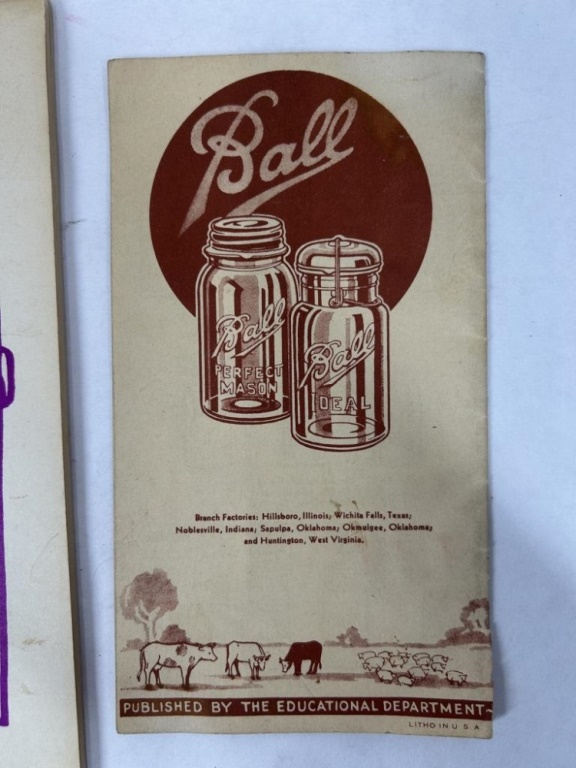 Ball
Ball
PERFECT
MASON
Ball
IDEAL
Branch Factories: Hillsboro, Illinois; Wichita Falls, Texas;
Noblesville, Indiana; Sapulpa, Oklahoma; Okmulgee, Oklahoma;
and Huntington, West Virginia.
PUBLISHED BY THE EDUCATIONAL DEPARTMENT
LITHO IN U S A